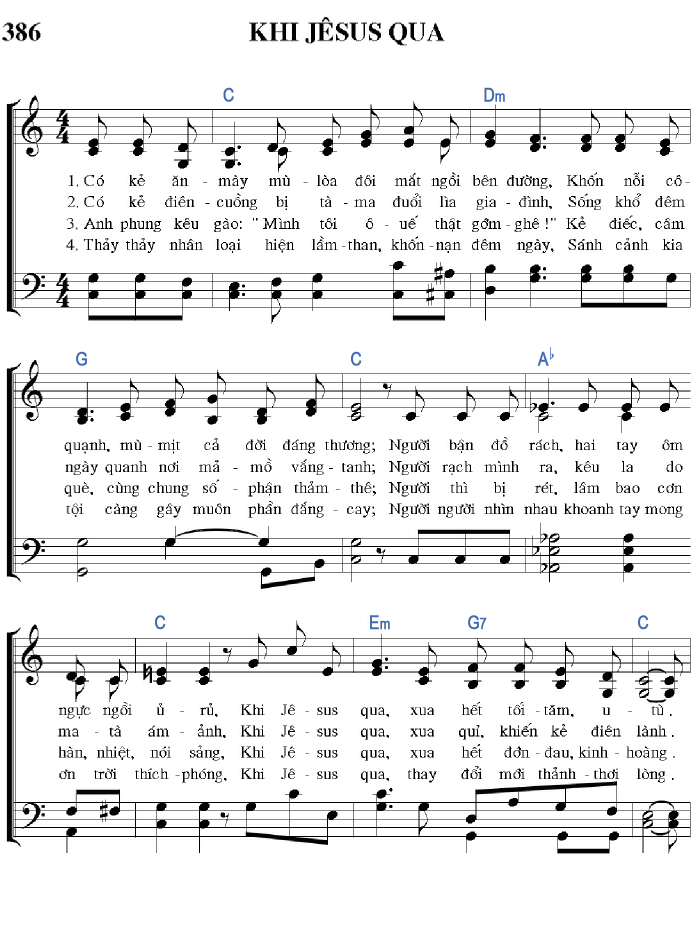 386 KHI JÊSUS QUA
C Dm
1. Có kẻ ăn - mày mù - lòa đôi mắt ngồi bên đường, Khốn nỗi cô-
2. Có kẻ điên - cuồng bị tà - ma đuổi lìa gia - đình, Sống khổ đêm
3. Anh phung kêu gào: " Mình tôi ô - uế thật gớm - ghê !" Kẻ điếc, câm
4. Thảy thảy nhân loại hiện lầm - than, khốn - nạn đêm ngày, Sánh cảnh kia
G C A♭
quạnh, mù - mịt cả đời đáng thương; Người bận đồ rách, hai tay ôm
ngày quanh nơi mả - mồ vắng - tanh; Người rạch mình ra, kêu la do
què, cùng chung số - phận thảm - thê; Người thì bị rét, lâm bao cơn
tội càng gây muôn phần đắng - cay; Người người nhìn nhau khoanh tay mong
C Em G7 C
ngực ngồi ủ - rủ, Khi Jê - sus qua, xua hết tối - tăm, u - tù .
ma - tà ám - ảnh, Khi Jê - sus qua, xua quỉ, khiến kẻ điên lành .
hàn, nhiệt, nói sảng, Khi Jê - sus qua, xua hết đớn - đau, kinh - hoàng .
ơn trời thích - phóng, Khi Jê - sus qua, thay đổi mới thảnh - thơi lòng .